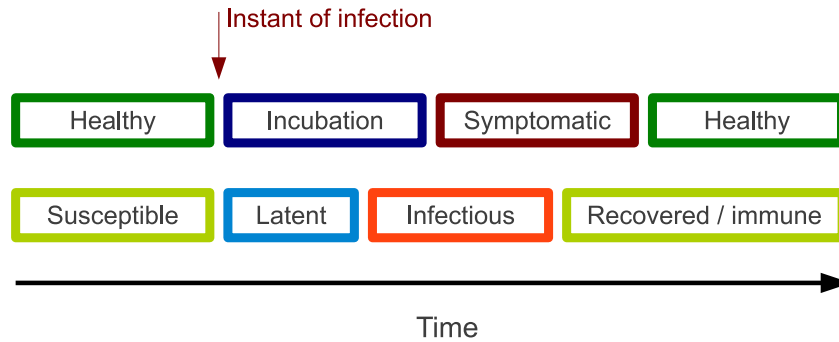 Instant of infection
Healthy Incubation Symptomatic Healthy
Susceptible Latent Infectious Recovered / immune
Time